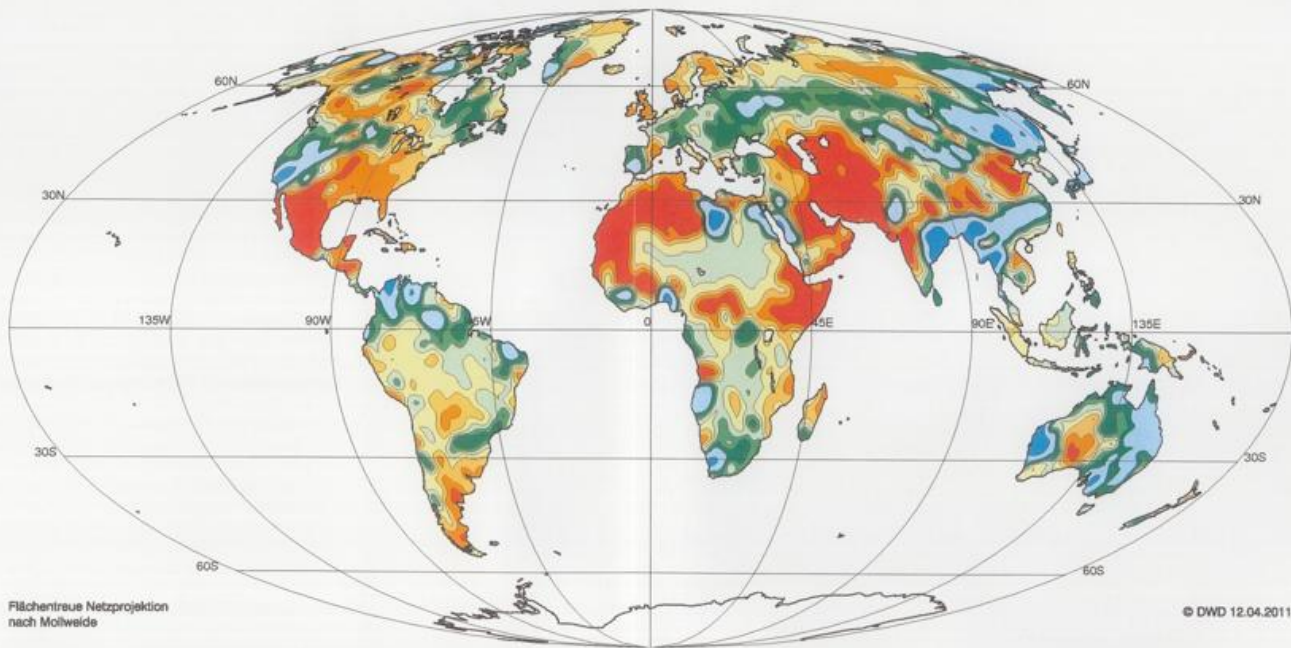 60N
60N
30N
30N
135W
90W
45W
0
45E
90E
135E
30S
30S
60S
60S
Flächentreue Netzprojektion
nach Mollweide
© DWD 12.04.2011